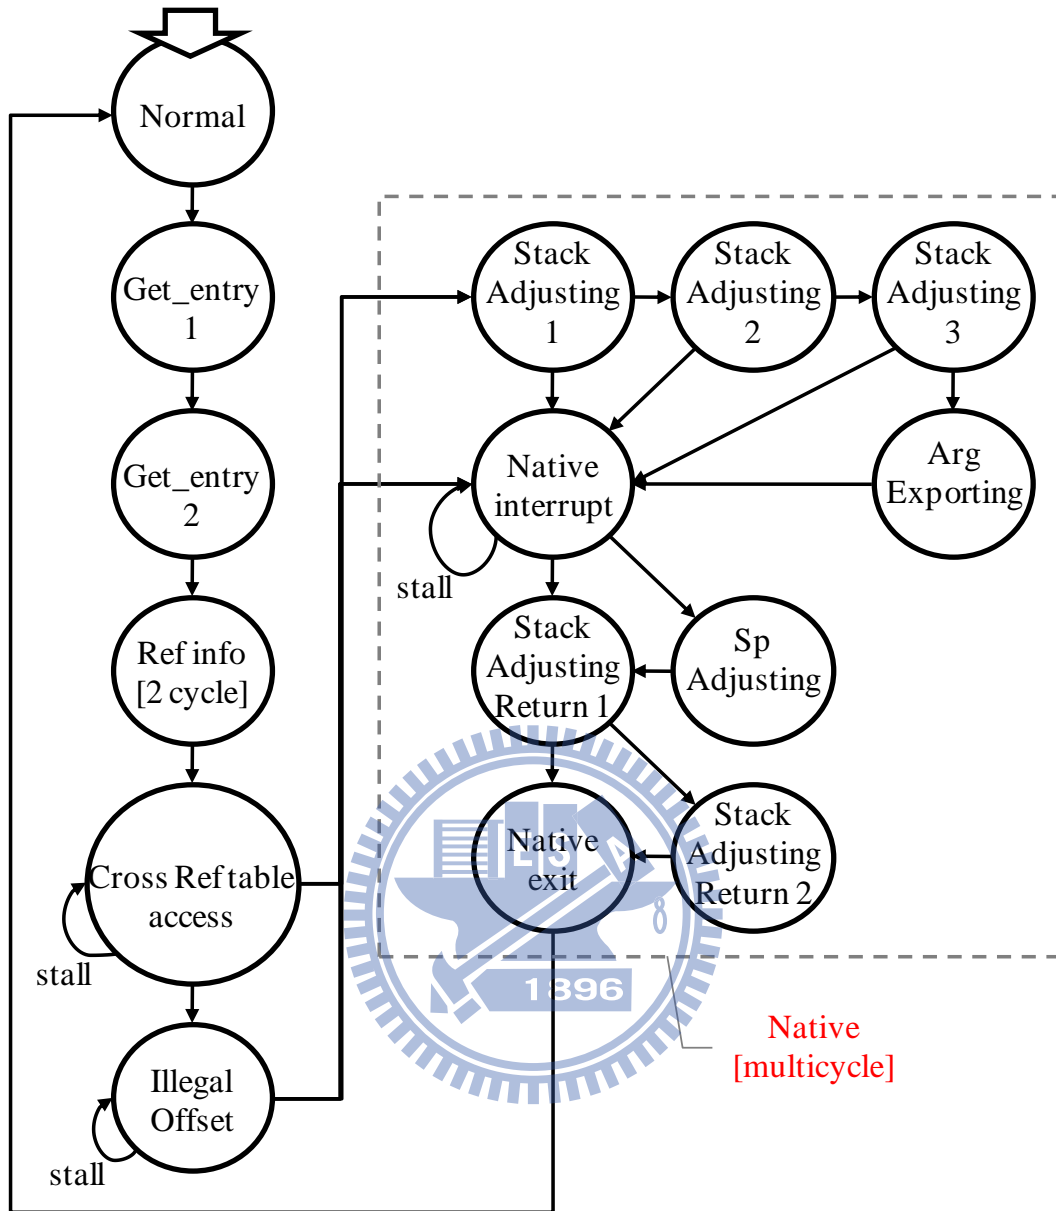 Normal
Get_entry
1
Get_entry
2
Ref info
[2 cycle]
Cross Ref table
access
stall
Illegal
Offset
stall
Stack
Adjusting
1
Stack
Adjusting
2
Stack
Adjusting
3
Native
interrupt
stall
Arg
Exporting
Stack
Adjusting
Return 1
Sp
Adjusting
Native
exit
Stack
Adjusting
Return 2
E S A
1896
Native
[multicycle]